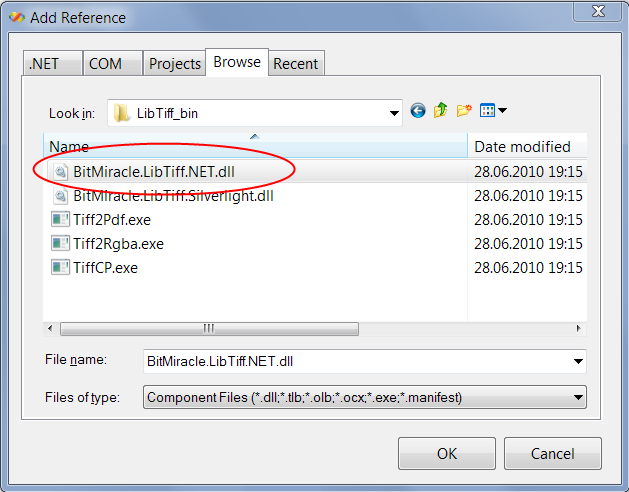 Add Reference
.NET COM Projects Browse Recent
Look in: LibTiff_bin
Name Date modified
BitMiracle.LibTiff.NET.dll 28.06.2010 19:15
BitMiracle.LibTiff.Silverlight.dll 28.06.2010 19:15
Tiff2Pdf.exe 28.06.2010 19:15
Tiff2Rgba.exe 28.06.2010 19:15
TiffCP.exe 28.06.2010 19:15
File name: BitMiracle.LibTiff.NET.dll
Files of type: Component Files (*.dll;*.tlb;*.olb;*.ocx;*.exe;*.manifest)
OK Cancel